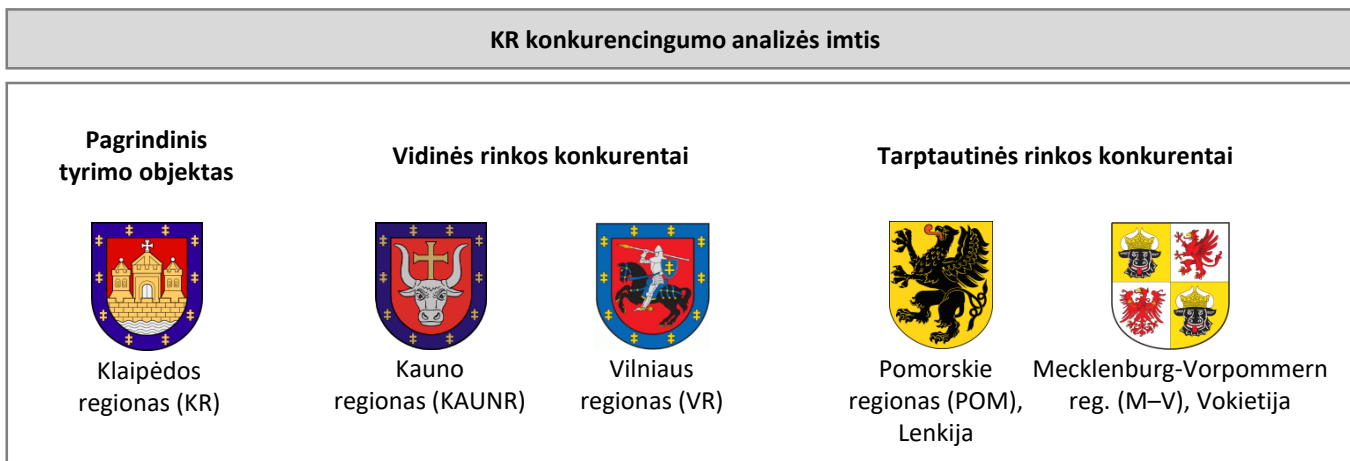 KR konkurencingumo analizės imtis
Pagrindinis
tyrimo objektas
Vidinės rinkos konkurentai
Tarptautinės rinkos konkurentai
Klaipėdos
regionas (KR)
Kauno
regionas (KAUNR)
Vilniaus
regionas (VR)
Pomorskie
regionas (POM),
Lenkija
Mecklenburg-Vorpommern
reg. (M–V), Vokietija